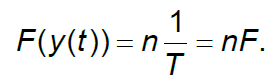 F(y(t)) = n 1/T = nF.